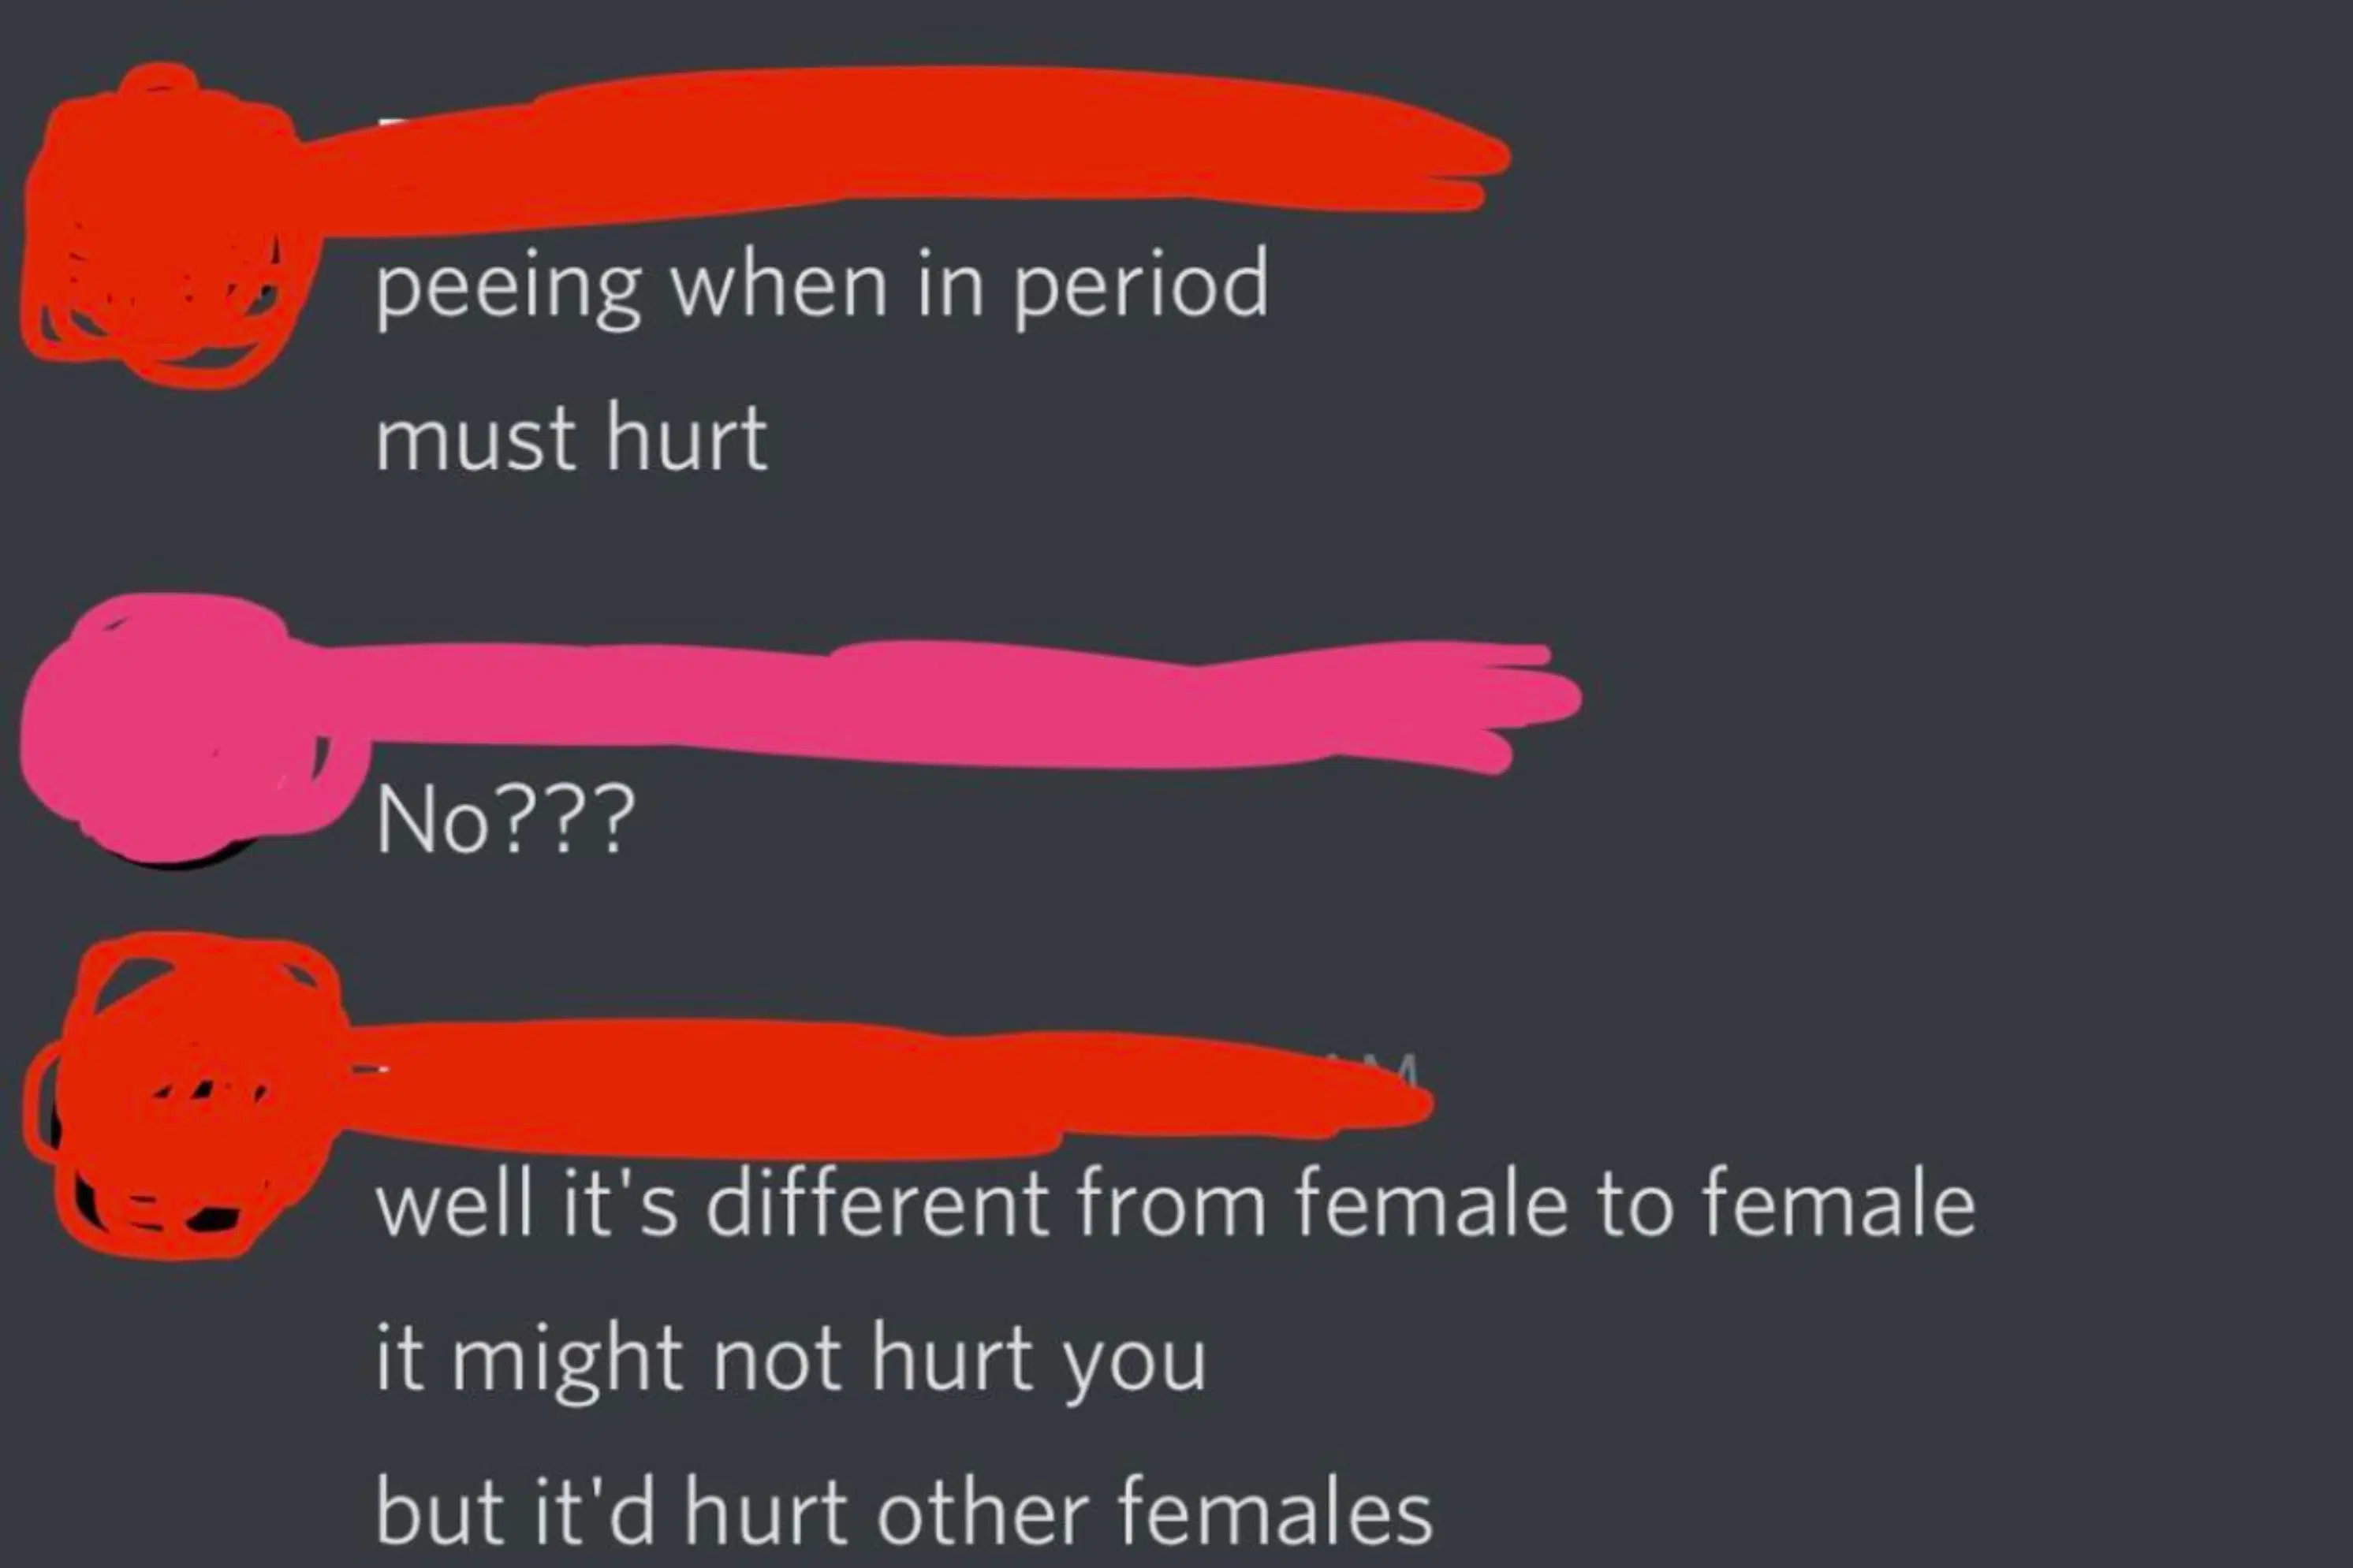 peeing when in period
must hurt
No???
well it's different from female to female
it might not hurt you
but it'd hurt other females